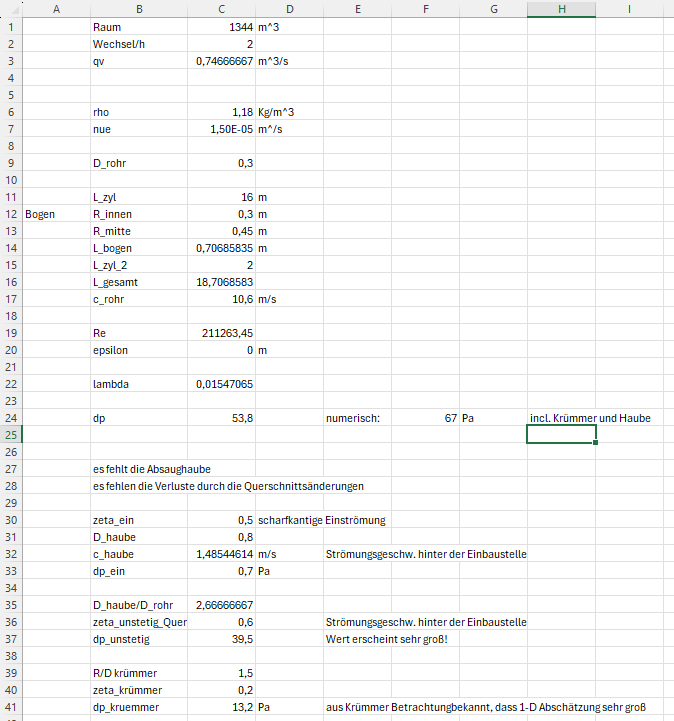 A B C D E F G H I
1 Raum 1344 m^3
2 Wechsel/h 2
3 qv 0,74666667 m^3/s
4
5
6 rho 1,18 Kg/m^3
7 nue 1,50E-05 m^/s
8
9 D_rohr 0,3
10
11 L_zyl 16 m
12 Bogen R_innen 0,3 m
13 R_mitte 0,45 m
14 L_bogen 0,70685835 m
15 L_zyl_2 2
16 L_gesamt 18,7068583
17 c_rohr 10,6 m/s
18
19 Re 211263,45
20 epsilon 0 m
21
22 lambda 0,01547065
23
24 dp 53,8 numerisch: 67 Pa incl. Krümmer und Haube
25
26
27 es fehlt die Absaughaube
28 es fehlen die Verluste durch die Querschnittsänderungen
29
30 zeta_ein 0,5 scharfkantige Einströmung
31 D_haube 0,8
32 c_haube 1,48544614 m/s Strömungsgeschw. hinter der Einbaustelle
33 dp_ein 0,7 Pa
34
35 D_haube/D_rohr 2,66666667
36 zeta_unstetig_Quer 0,6 Strömungsgeschw. hinter der Einbaustelle
37 dp_unstetig 39,5 Wert erscheint sehr groß!
38
39 R/D krümmer 1,5
40 zeta_krümmer 0,2
41 dp_kruemmer 13,2 Pa aus Krümmer Betrachtungbekannt, dass 1-D Abschätzung sehr groß